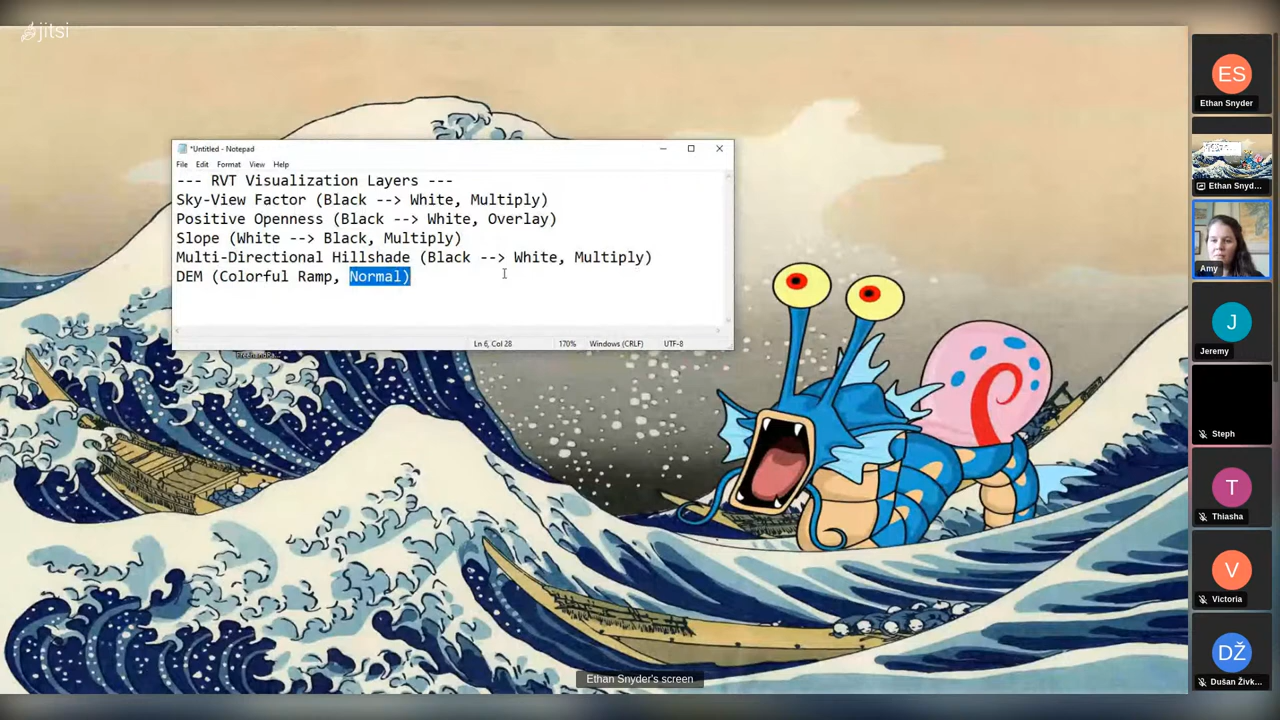 jitsi
*Untitled - Notepad
File Edit Format View Help
--- RVT Visualization Layers ---
Sky-View Factor (Black --> White, Multiply)
Positive Openness (Black --> White, Overlay)
Slope (White --> Black, Multiply)
Multi-Directional Hillshade (Black --> White, Multiply)
DEM (Colorful Ramp, Normal)
Ln 6, Col 28 170% Windows (CRLF) UTF-8
Ethan Snyder's screen
ES
Ethan Snyder
Ethan Snyd...
Amy
J
Jeremy
Steph
T
Thiasha
V
Victoria
DŽ
Dušan Živk...